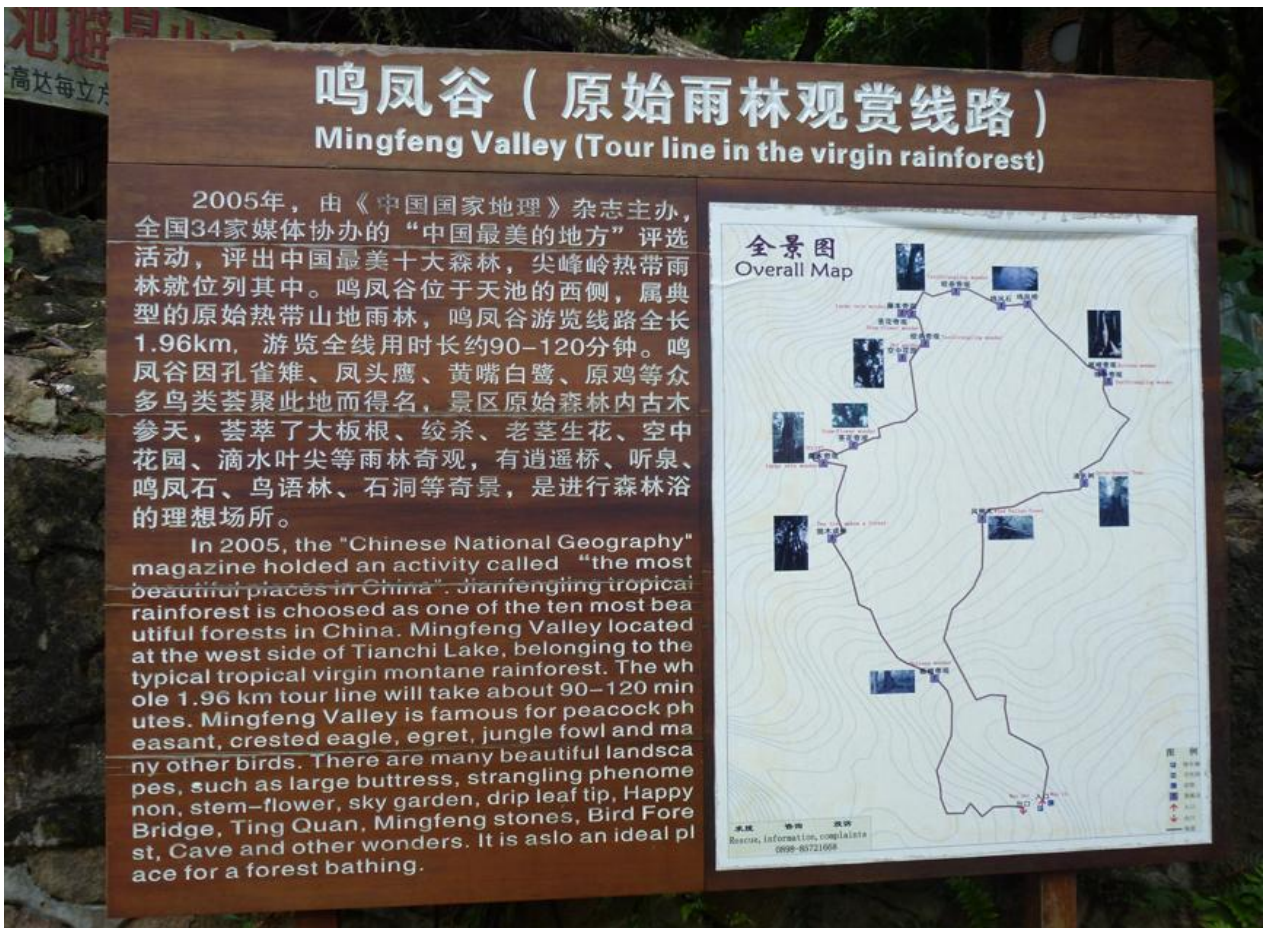 高达每立方
鸣凤谷（原始雨林观赏线路）
Mingfeng Valley (Tour line in the virgin rainforest)
2005年，由《中国国家地理》杂志主办，
全国34家媒体协办的“中国最美的地方”评选
活动，评出中国最美十大森林，尖峰岭热带雨
林就位列其中。鸣凤谷位于天池的西侧，属典
型的原始热带山地雨林，鸣凤谷游览线路全长
1.96km，游览全线用时长约90-120分钟。鸣
凤谷因孔雀雉、凤头鹰、黄嘴白鹭、原鸡等众
多鸟类荟聚此地而得名，景区原始森林内古木
参天，荟萃了大板根、绞杀、老茎生花、空中
花园、滴水叶尖等雨林奇观，有逍遥桥、听泉、
鸣凤石、鸟语林、石洞等奇景，是进行森林浴
的理想场所。
In 2005, the "Chinese National Geography"
magazine holded an activity called “the most
beautiful places in China”. Jianfengling tropical
rainforest is choosed as one of the ten most bea
utiful forests in China. Mingfeng Valley located
at the west side of Tianchi Lake, belonging to the
typical tropical virgin montane rainforest. The wh
ole 1.96 km tour line will take about 90-120 min
utes. Mingfeng Valley is famous for peacock ph
easant, crested eagle, egret, jungle fowl and ma
ny other birds. There are many beautiful landsca
pes, such as large buttress, strangling phenome
non, stem-flower, sky garden, drip leaf tip, Happy
Bridge, Ting Quan, Mingfeng stones, Bird Fore
st, Cave and other wonders. It is aslo an ideal pl
ace for a forest bathing.
全景图
Overall Map
鸣凤石
图 例
求援 咨询 投诉
Rescue, information, complaints
0898-85721668